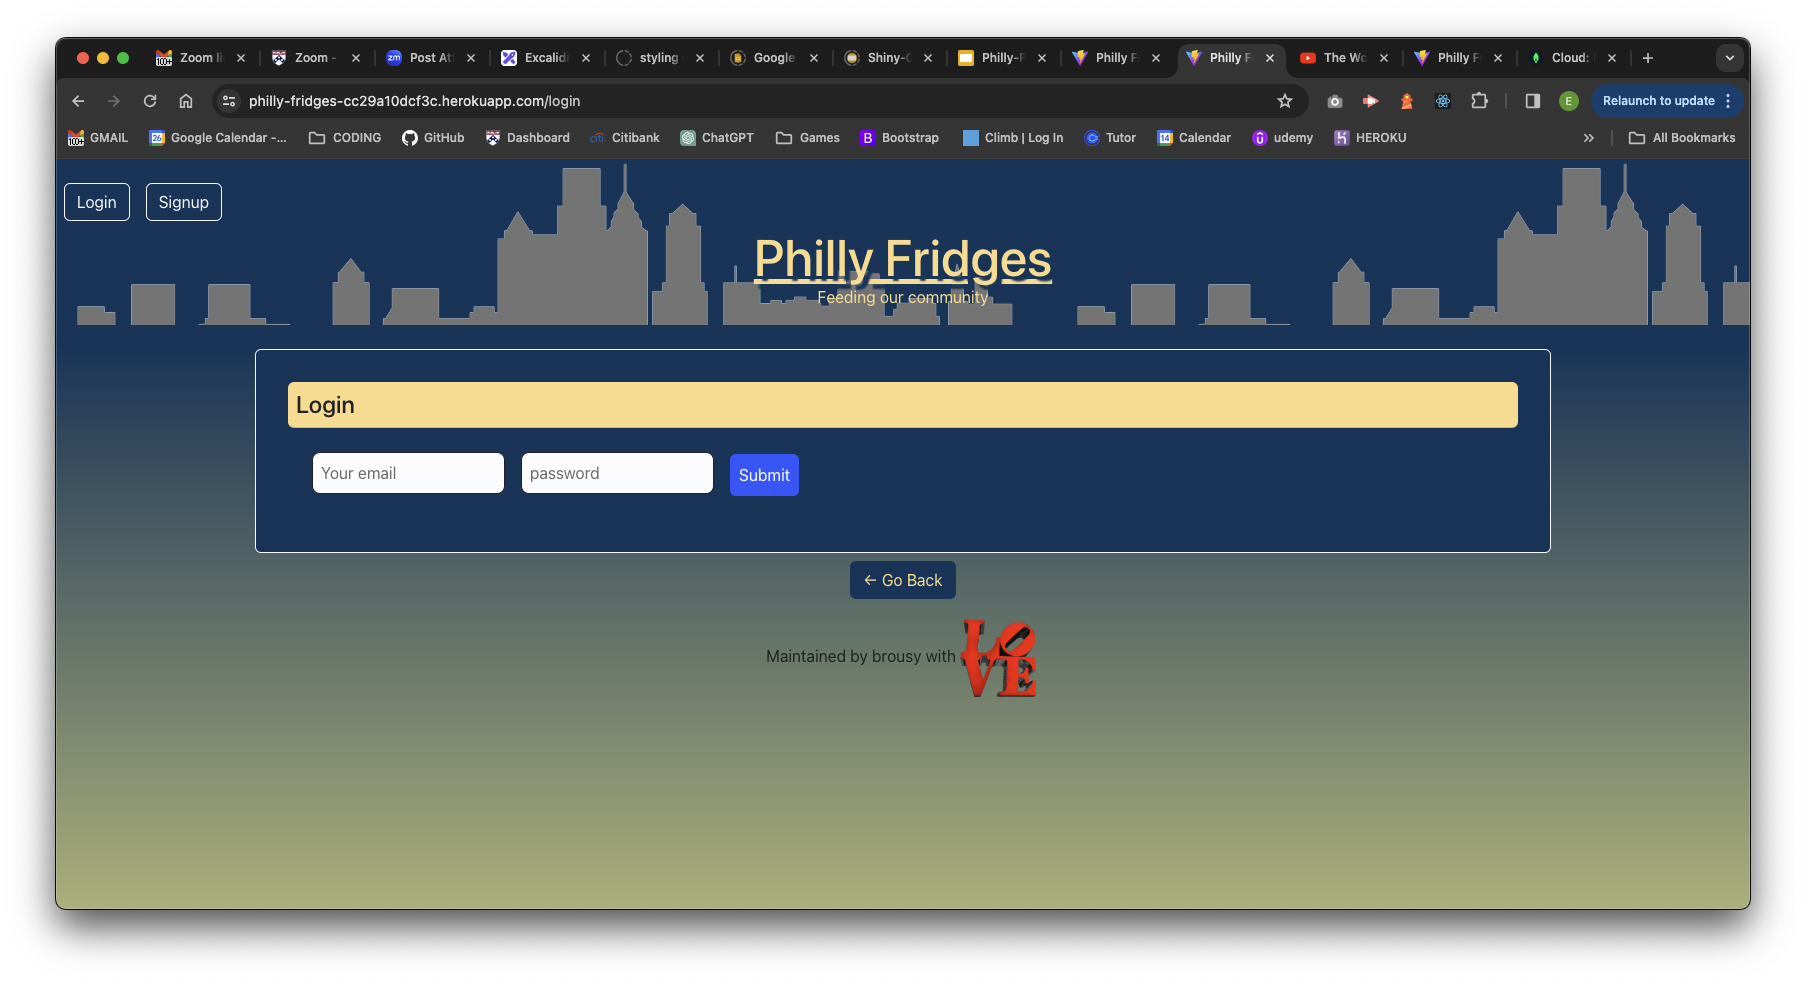 Zoom li
Zoom -
Post At
Excalid
styling
Google
Shiny-C
Philly-F
Philly F
Philly F
The Wo
Philly F
Cloud:
philly-fridges-cc29a10dcf3c.herokuapp.com/login
E
Relaunch to update
GMAIL
Google Calendar -...
CODING
GitHub
Dashboard
Citibank
ChatGPT
Games
Bootstrap
Climb | Log In
Tutor
Calendar
udemy
HEROKU
All Bookmarks
Login
Signup
Philly Fridges
Feeding our community
Login
Your email
password
Submit
← Go Back
Maintained by brousy with LOVE